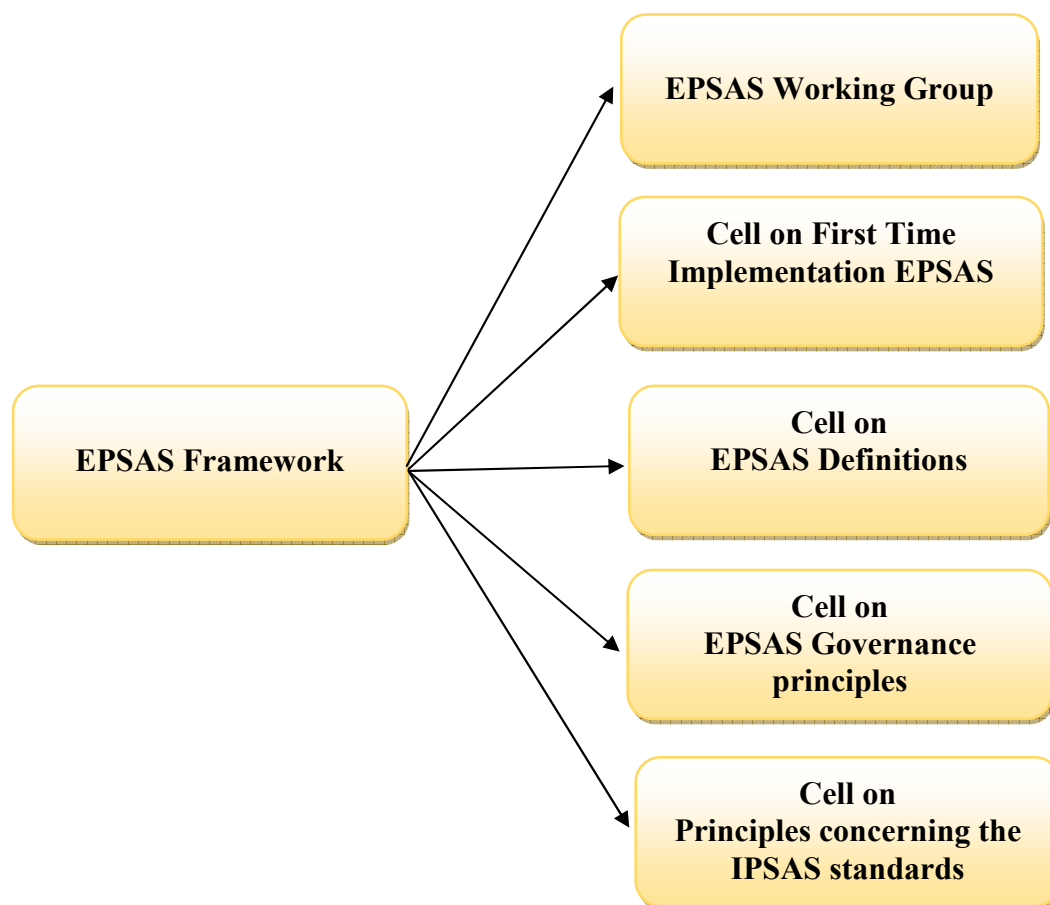 EPSAS Working Group
Cell on First Time
Implementation EPSAS
EPSAS Framework
Cell on
EPSAS Definitions
Cell on
EPSAS Governance
principles
Cell on
Principles concerning the
IPSAS standards